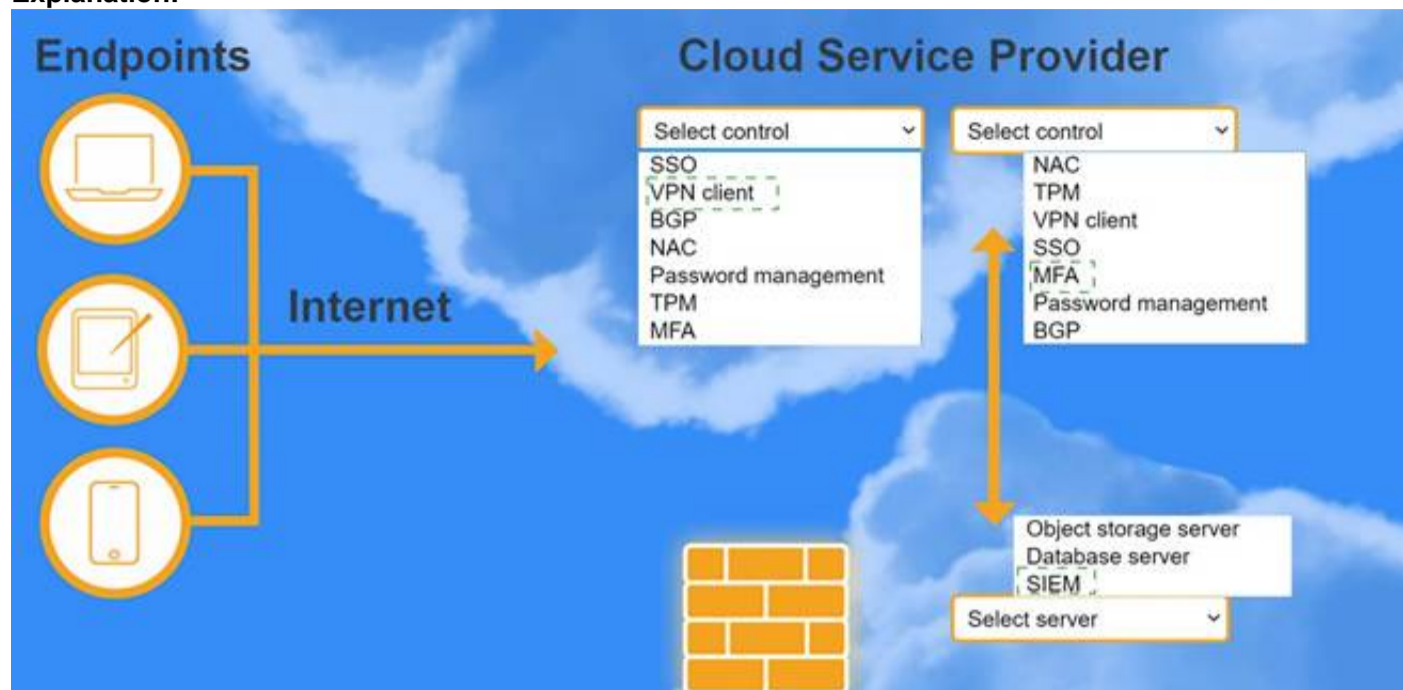 Explanation:
Endpoints
Cloud Service Provider
Select control
SSO
VPN client
BGP
NAC
Password management
TPM
MFA
Select control
NAC
TPM
VPN client
SSO
MFA
Password management
BGP
Internet
Object storage server
Database server
SIEM
Select server